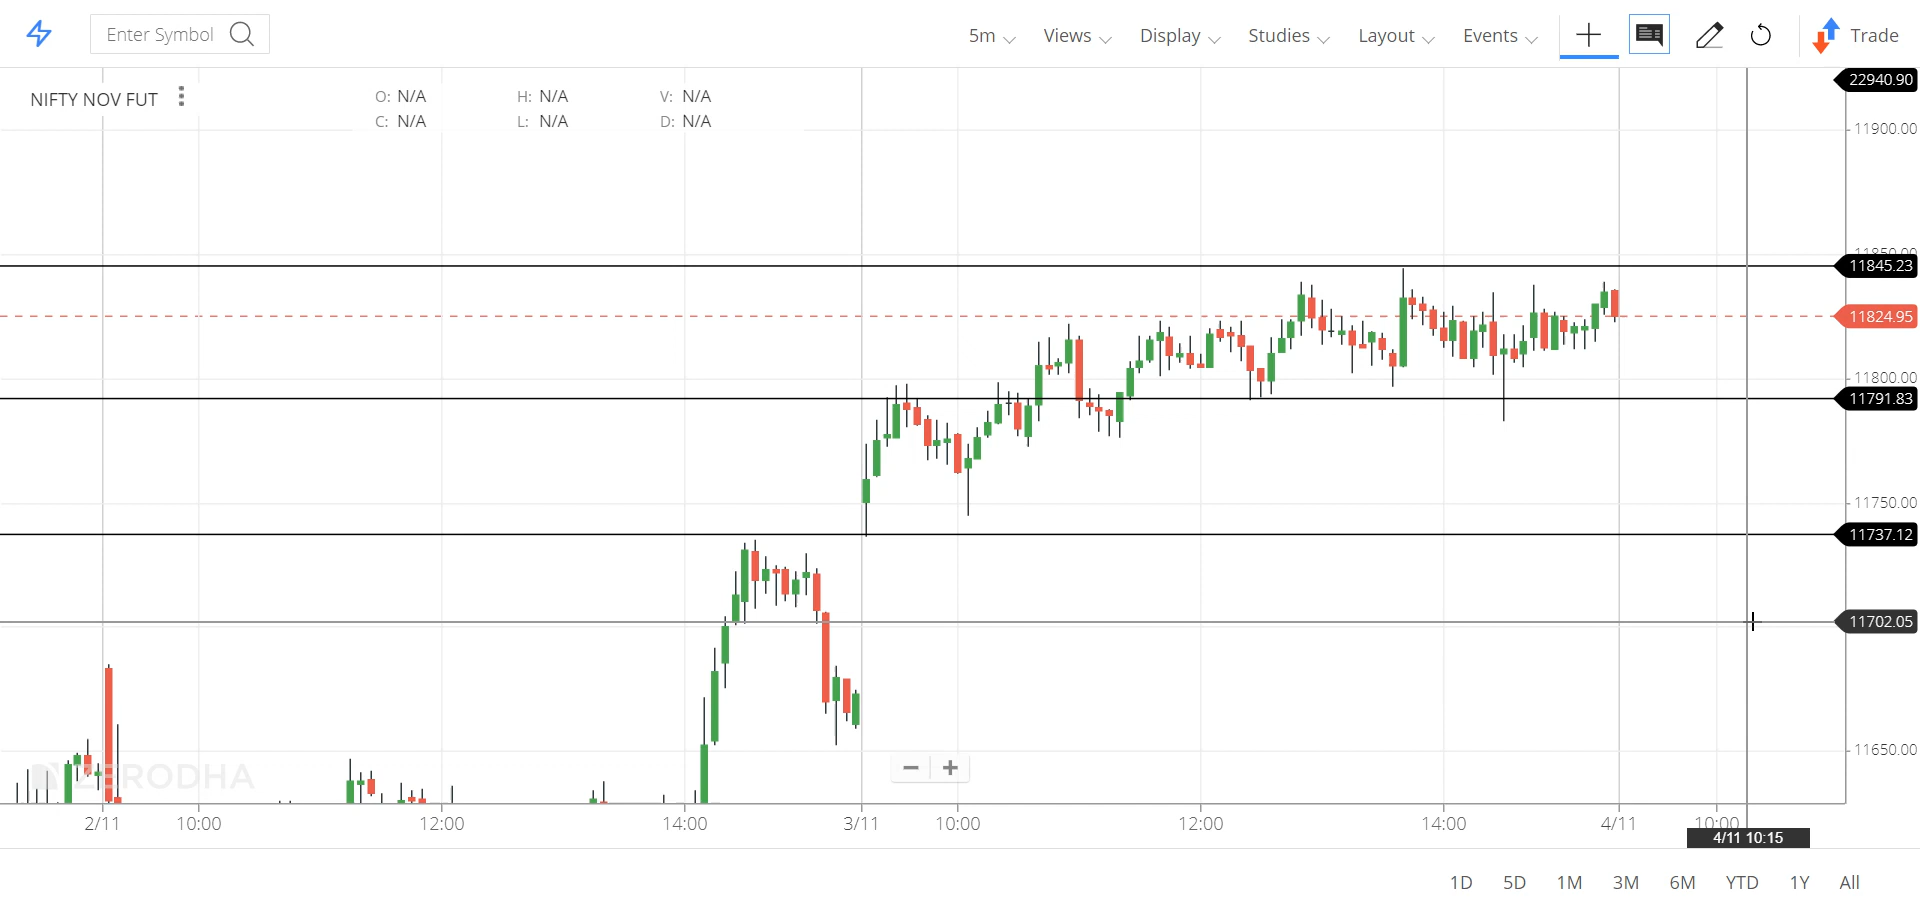 Enter Symbol 5m Views Display Studies Layout Events Trade
NIFTY NOV FUT
O: N/A H: N/A V: N/A
C: N/A L: N/A D: N/A
22940.90
11900.00
11850.00
11845.23
11824.95
11800.00
11791.83
11750.00
11737.12
11702.05
11650.00
ZERODHA
2/11 10:00 12:00 14:00 3/11 10:00 12:00 14:00 4/11 10:00
4/11 10:15
1D 5D 1M 3M 6M YTD 1Y All